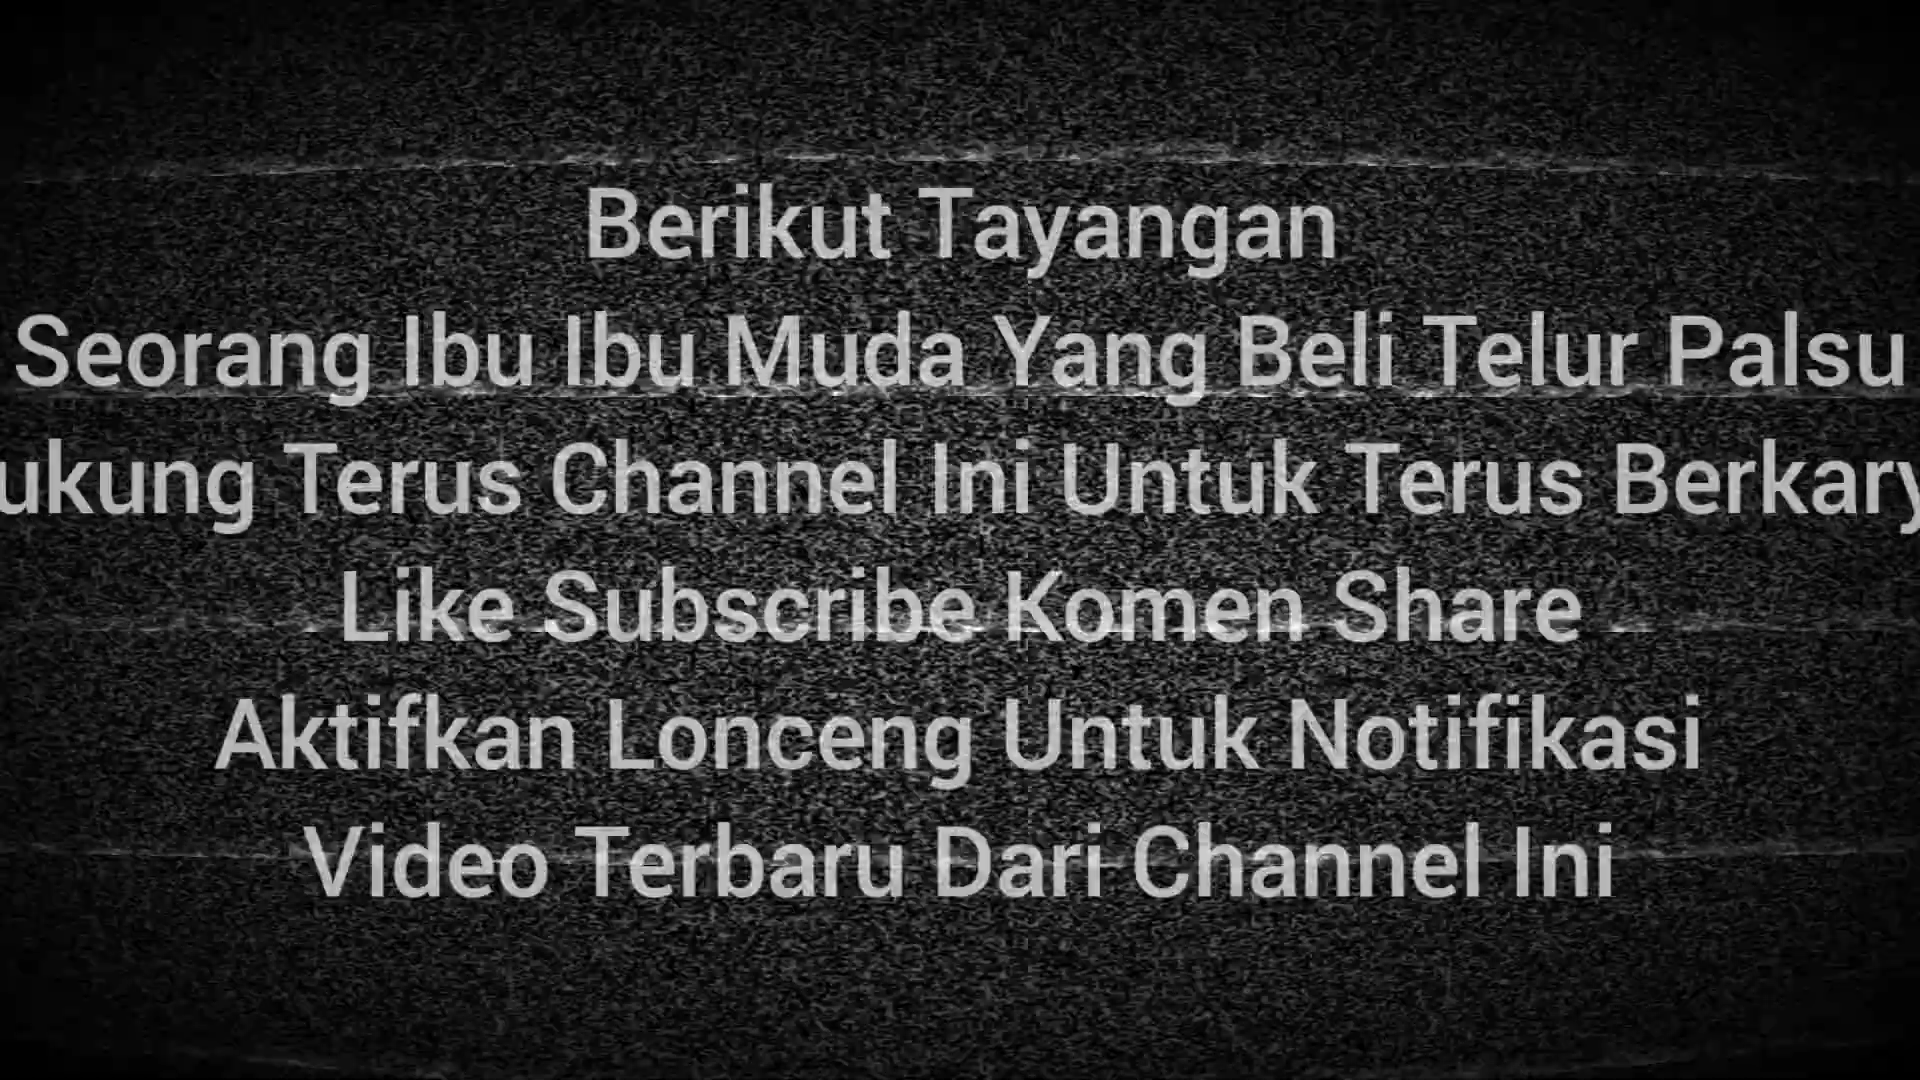 Berikut Tayangan
Seorang Ibu Ibu Muda Yang Beli Telur Palsu
ukung Terus Channel Ini Untuk Terus Berkary
Like Subscribe Komen Share
Aktifkan Lonceng Untuk Notifikasi
Video Terbaru Dari Channel Ini